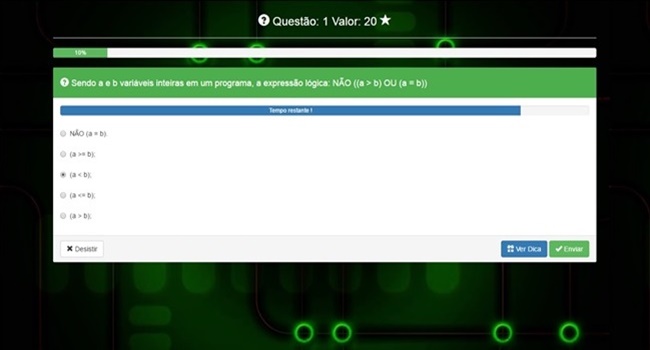 Questão: 1 Valor: 20
10%
Sendo a e b variáveis inteiras em um programa, a expressão lógica: NÃO ((a > b) OU (a = b))
Tempo restante !
NÃO (a = b).
(a >= b);
(a < b);
(a <= b);
(a > b);
Desistir
Ver Dica
Enviar